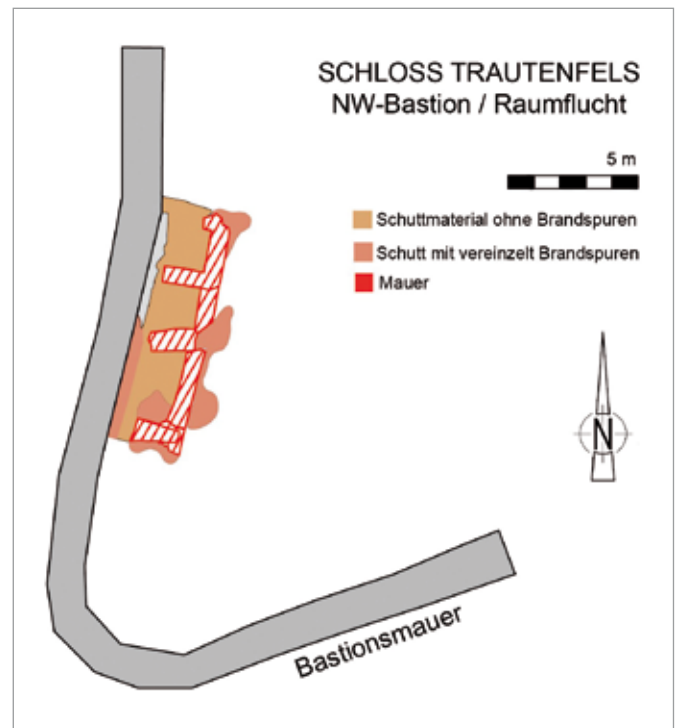 SCHLOSS TRAUTENFELS
NW-Bastion / Raumflucht
5 m
Schuttmaterial ohne Brandspuren
Schutt mit vereinzelt Brandspuren
Mauer
N
Bastionsmauer